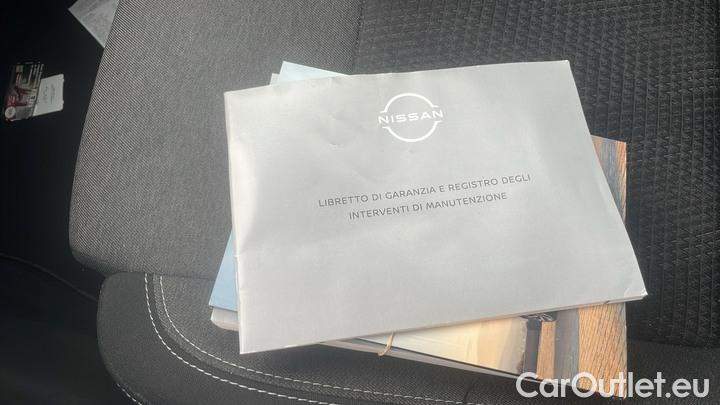 NISSAN
LIBRETTO DI GARANZIA E REGISTRO DEGLI
INTERVENTI DI MANUTENZIONE
CarOutlet.eu